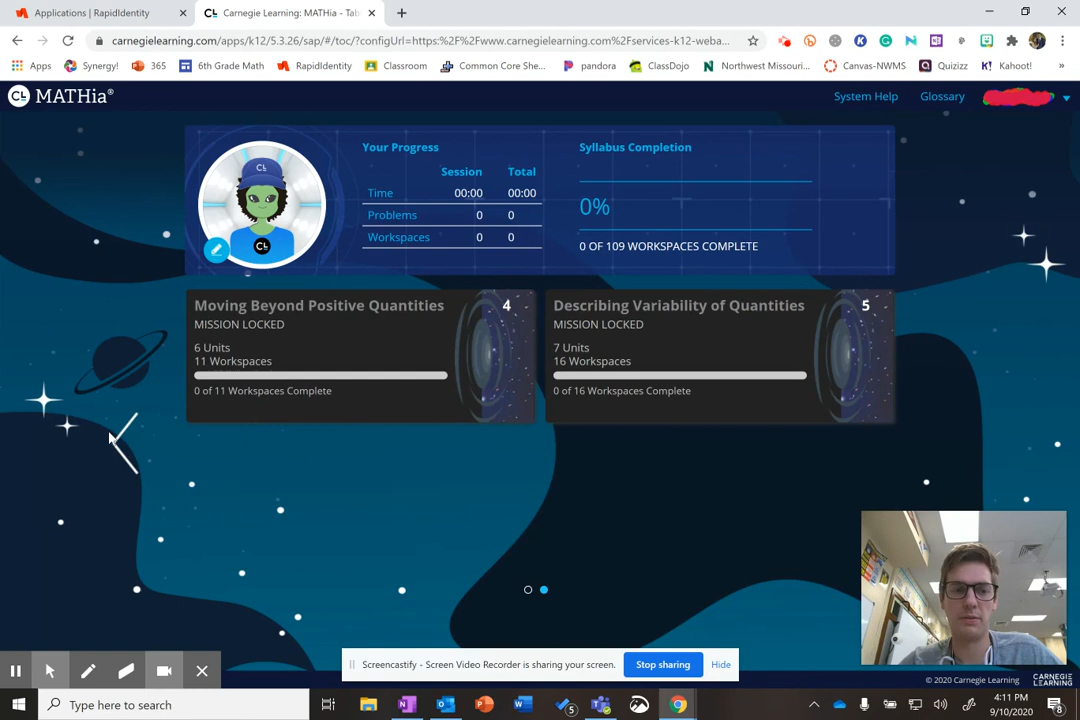 Applications | RapidIdentity
Carnegie Learning: MATHia - Tab
carnegielearning.com/apps/k12/5.3.26/sap/#/toc/?configUrl=https:%2F%2Fwww.carnegielearning.com%2Fservices-k12-weba...
Apps
Synergy!
365
6th Grade Math
RapidIdentity
Classroom
Common Core She...
pandora
ClassDojo
Northwest Missouri...
Canvas-NWMS
Quizizz
Kahoot!
»
CL MATHia®
System Help
Glossary
Your Progress
Session Total
Time 00:00 00:00
Problems 0 0
Workspaces 0 0
Syllabus Completion
0%
0 OF 109 WORKSPACES COMPLETE
CL
CL
Moving Beyond Positive Quantities 4
MISSION LOCKED
6 Units
11 Workspaces
0 of 11 Workspaces Complete
Describing Variability of Quantities 5
MISSION LOCKED
7 Units
16 Workspaces
0 of 16 Workspaces Complete
Screencastify - Screen Video Recorder is sharing your screen.
Stop sharing
Hide
© 2020 Carnegie Learning
CARNEGIE
LEARNING
Type here to search
5
4:11 PM
9/10/2020
8